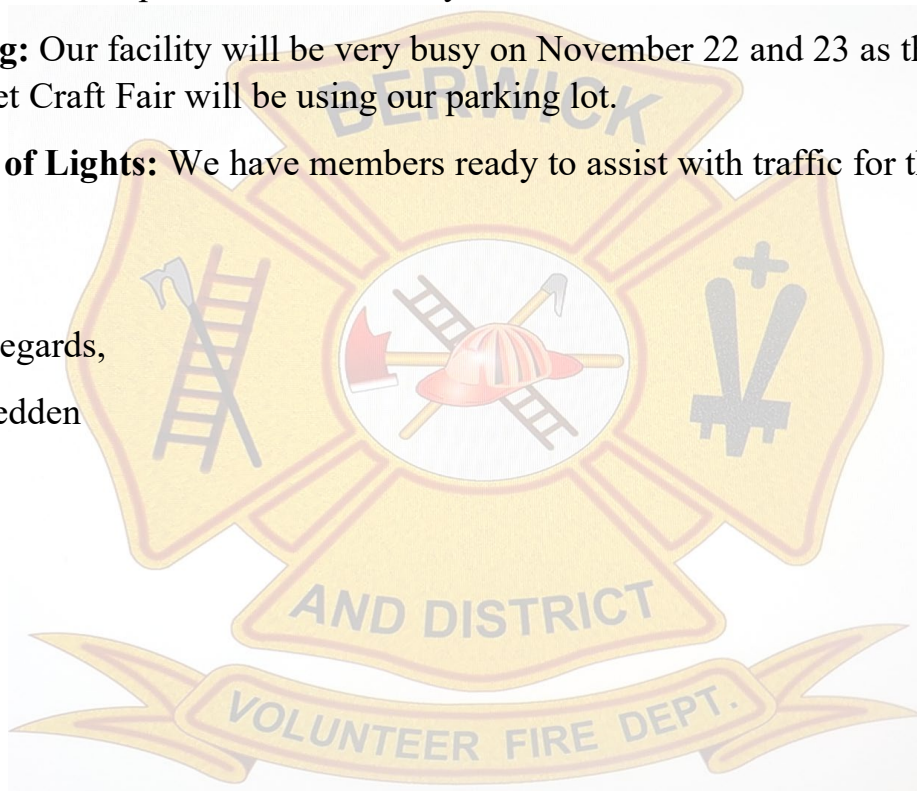 g: Our facility will be very busy on November 22 and 23 as th
et Craft Fair will be using our parking lot.
of Lights: We have members ready to assist with traffic for th
egards,
edden
BERWICK
AND DISTRICT
VOLUNTEER FIRE DEPT.